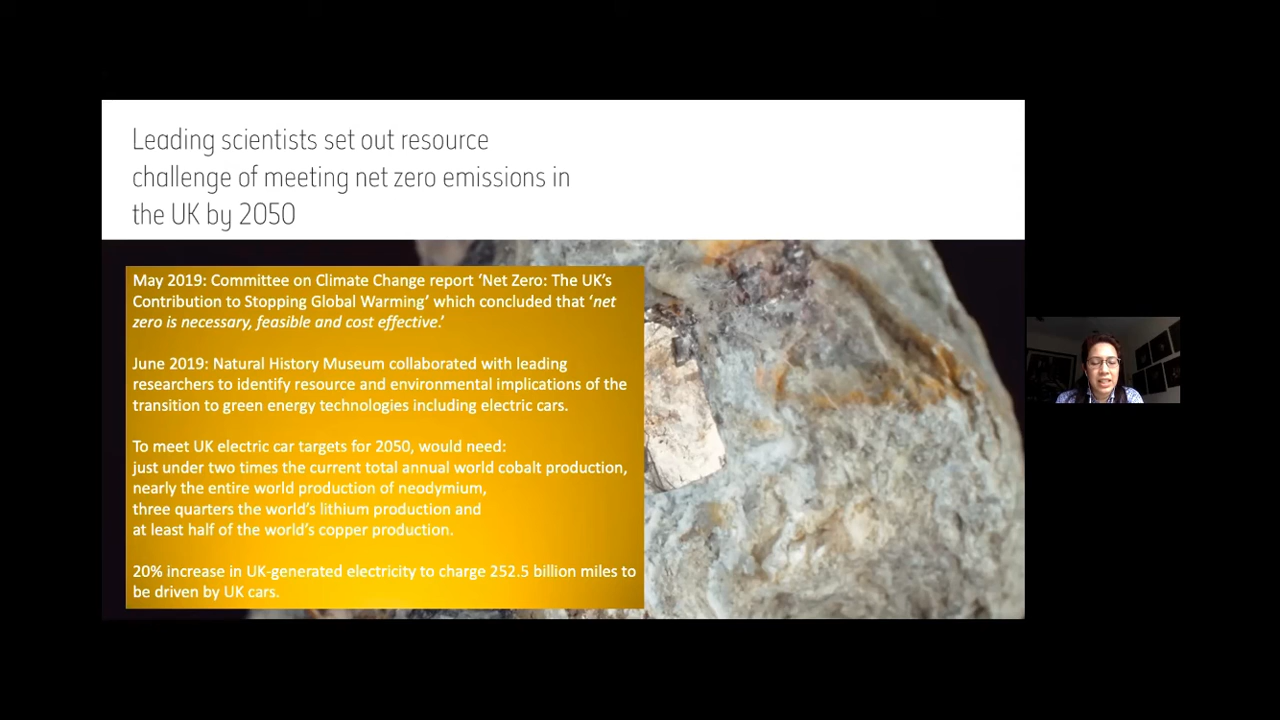 Leading scientists set out resource
challenge of meeting net zero emissions in
the UK by 2050
May 2019: Committee on Climate Change report ‘Net Zero: The UK’s
Contribution to Stopping Global Warming’ which concluded that ‘net
zero is necessary, feasible and cost effective.’
June 2019: Natural History Museum collaborated with leading
researchers to identify resource and environmental implications of the
transition to green energy technologies including electric cars.
To meet UK electric car targets for 2050, would need:
just under two times the current total annual world cobalt production,
nearly the entire world production of neodymium,
three quarters the world’s lithium production and
at least half of the world’s copper production.
20% increase in UK-generated electricity to charge 252.5 billion miles to
be driven by UK cars.